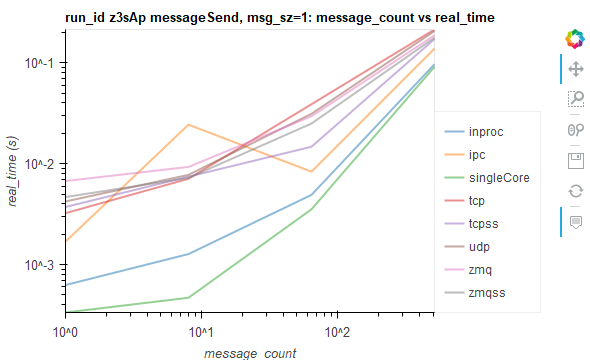 run_id z3sAp messageSend, msg_sz=1: message_count vs real_time
10^-1
10^-2
10^-3
real_time (s)
10^0
10^1
10^2
message_count
inproc
ipc
singleCore
tcp
tcpss
udp
zmq
zmqss